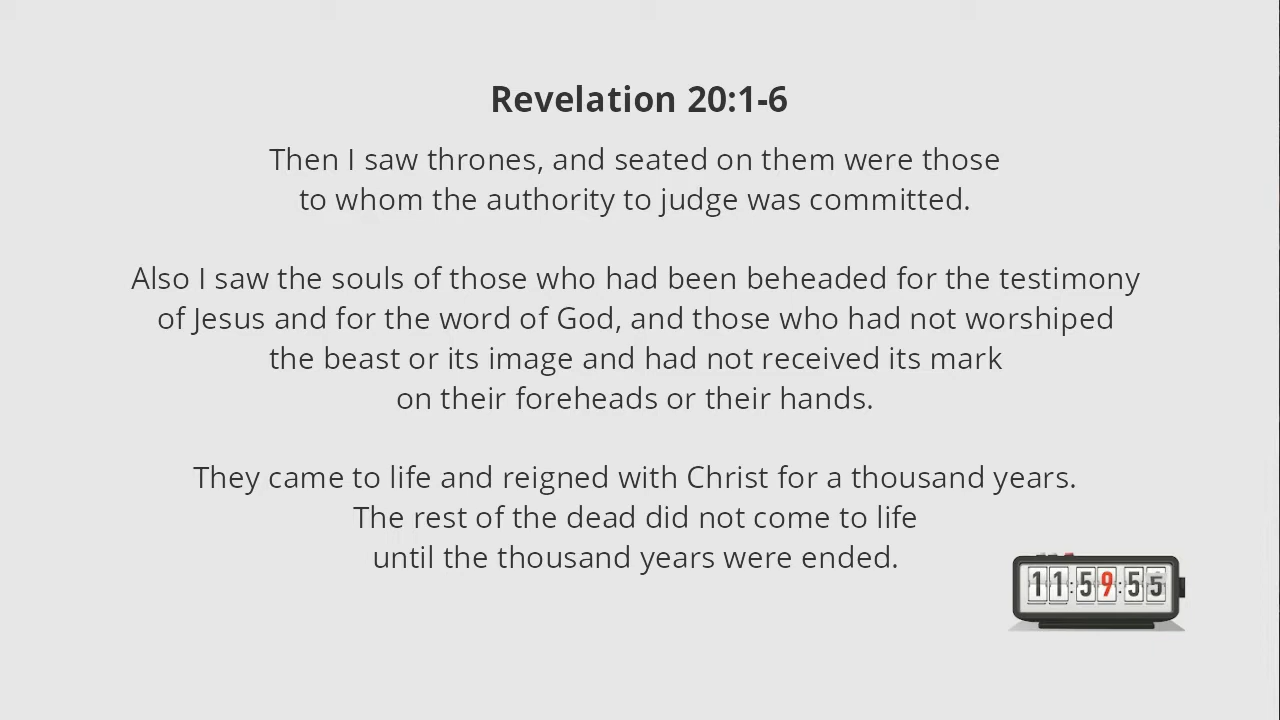 Revelation 20:1-6
Then I saw thrones, and seated on them were those
to whom the authority to judge was committed.
Also I saw the souls of those who had been beheaded for the testimony
of Jesus and for the word of God, and those who had not worshiped
the beast or its image and had not received its mark
on their foreheads or their hands.
They came to life and reigned with Christ for a thousand years.
The rest of the dead did not come to life
until the thousand years were ended.
11:59:55